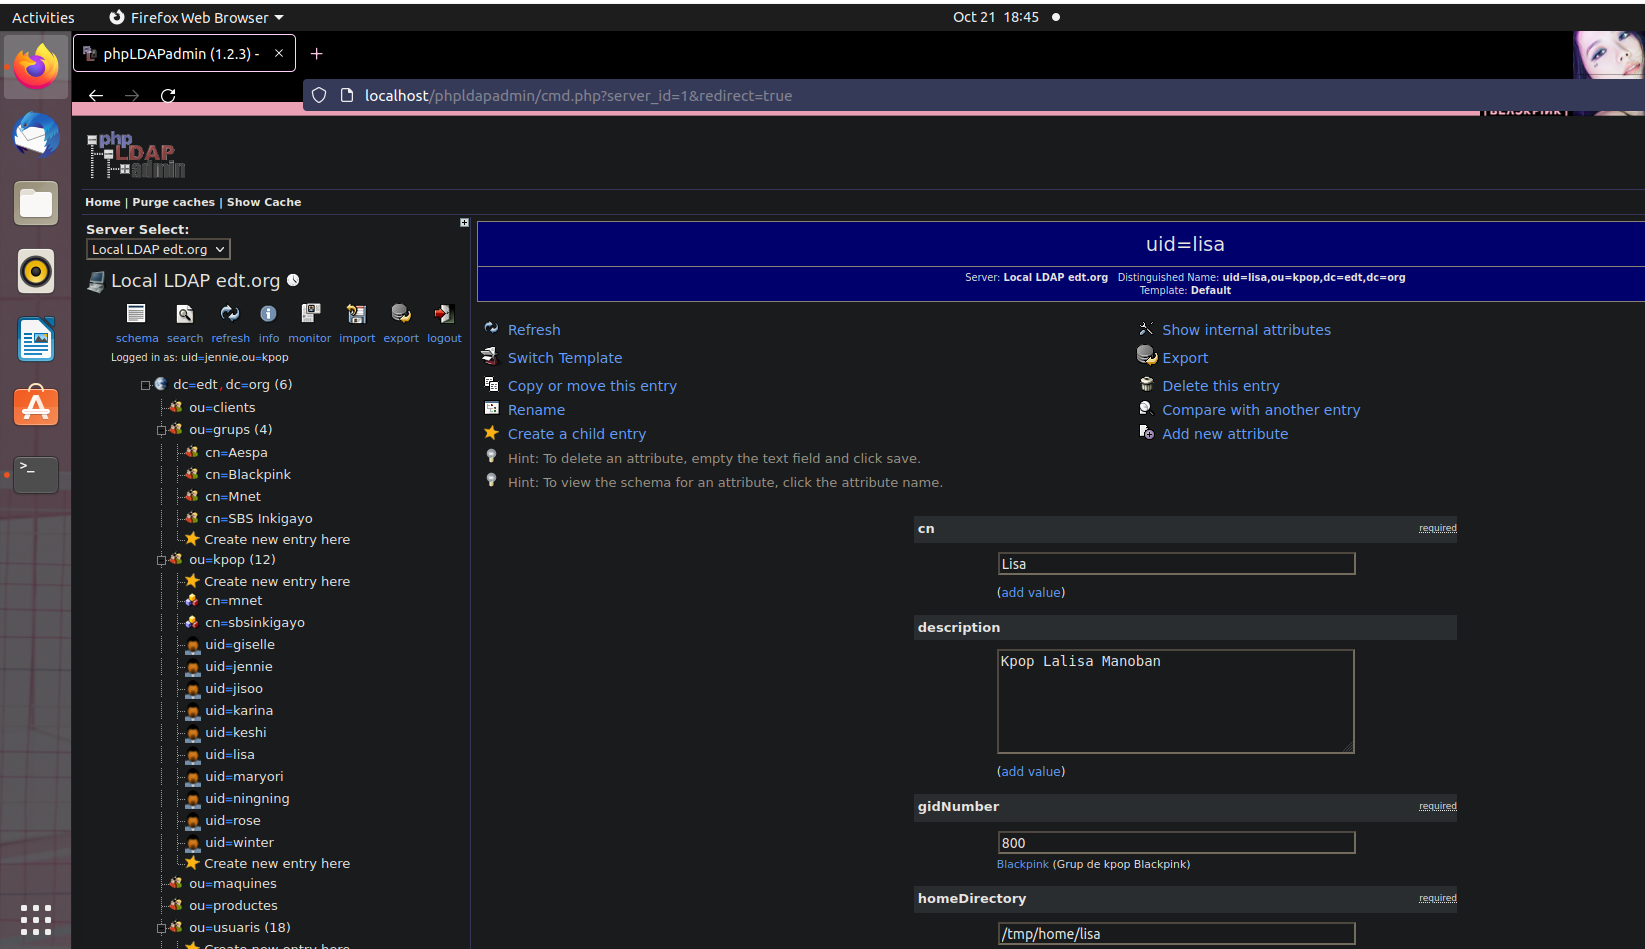 Activities Firefox Web Browser Oct 21 18:45
phpLDAPadmin (1.2.3) -
localhost/phpldapadmin/cmd.php?server_id=1&redirect=true
php
LDAP
admin
Home | Purge caches | Show Cache
Server Select:
Local LDAP edt.org
Local LDAP edt.org
schema search refresh info monitor import export logout
Logged in as: uid=jennie,ou=kpop
dc=edt,dc=org (6)
ou=clients
ou=grups (4)
cn=Aespa
cn=Blackpink
cn=Mnet
cn=SBS Inkigayo
Create new entry here
ou=kpop (12)
Create new entry here
cn=mnet
cn=sbsinkigayo
uid=giselle
uid=jennie
uid=jisoo
uid=karina
uid=keshi
uid=lisa
uid=maryori
uid=ningning
uid=rose
uid=winter
Create new entry here
ou=maquines
ou=productes
ou=usuaris (18)
Create new entry here
uid=lisa
Server: Local LDAP edt.org Distinguished Name: uid=lisa,ou=kpop,dc=edt,dc=org
Template: Default
Refresh
Switch Template
Copy or move this entry
Rename
Create a child entry
Hint: To delete an attribute, empty the text field and click save.
Hint: To view the schema for an attribute, click the attribute name.
Show internal attributes
Export
Delete this entry
Compare with another entry
Add new attribute
cn required
Lisa
(add value)
description
Kpop Lalisa Manoban
(add value)
gidNumber required
800
Blackpink (Grup de kpop Blackpink)
homeDirectory required
/tmp/home/lisa